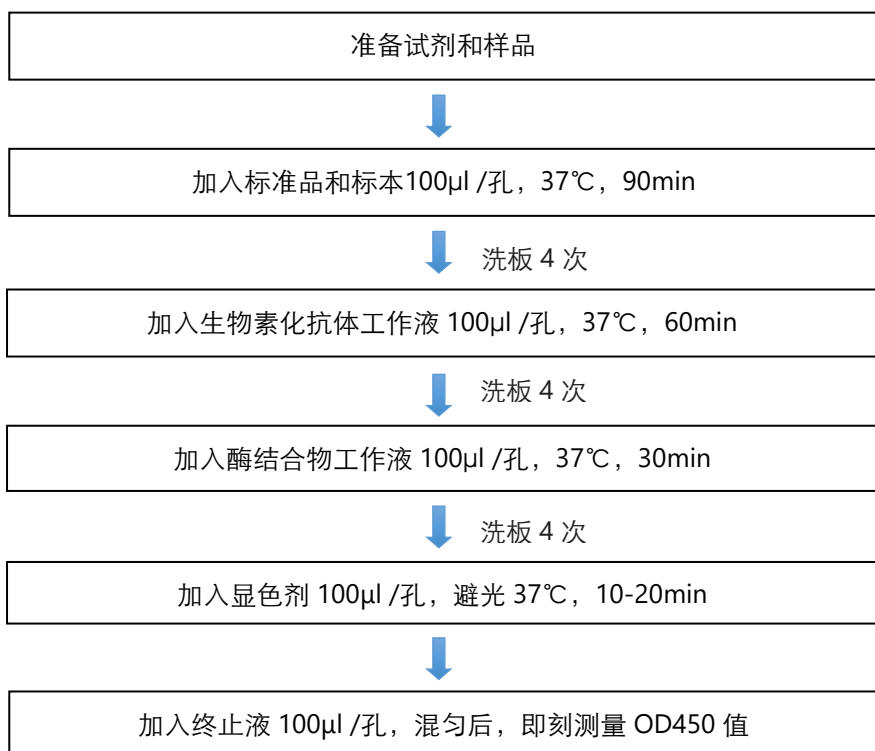 准备试剂和样品
加入标准品和标本100μl /孔，37℃，90min
洗板 4 次
加入生物素化抗体工作液 100μl /孔，37℃，60min
洗板 4 次
加入酶结合物工作液 100μl /孔，37℃，30min
洗板 4 次
加入显色剂 100μl /孔，避光 37℃，10-20min
加入终止液 100μl /孔，混匀后，即刻测量 OD450 值